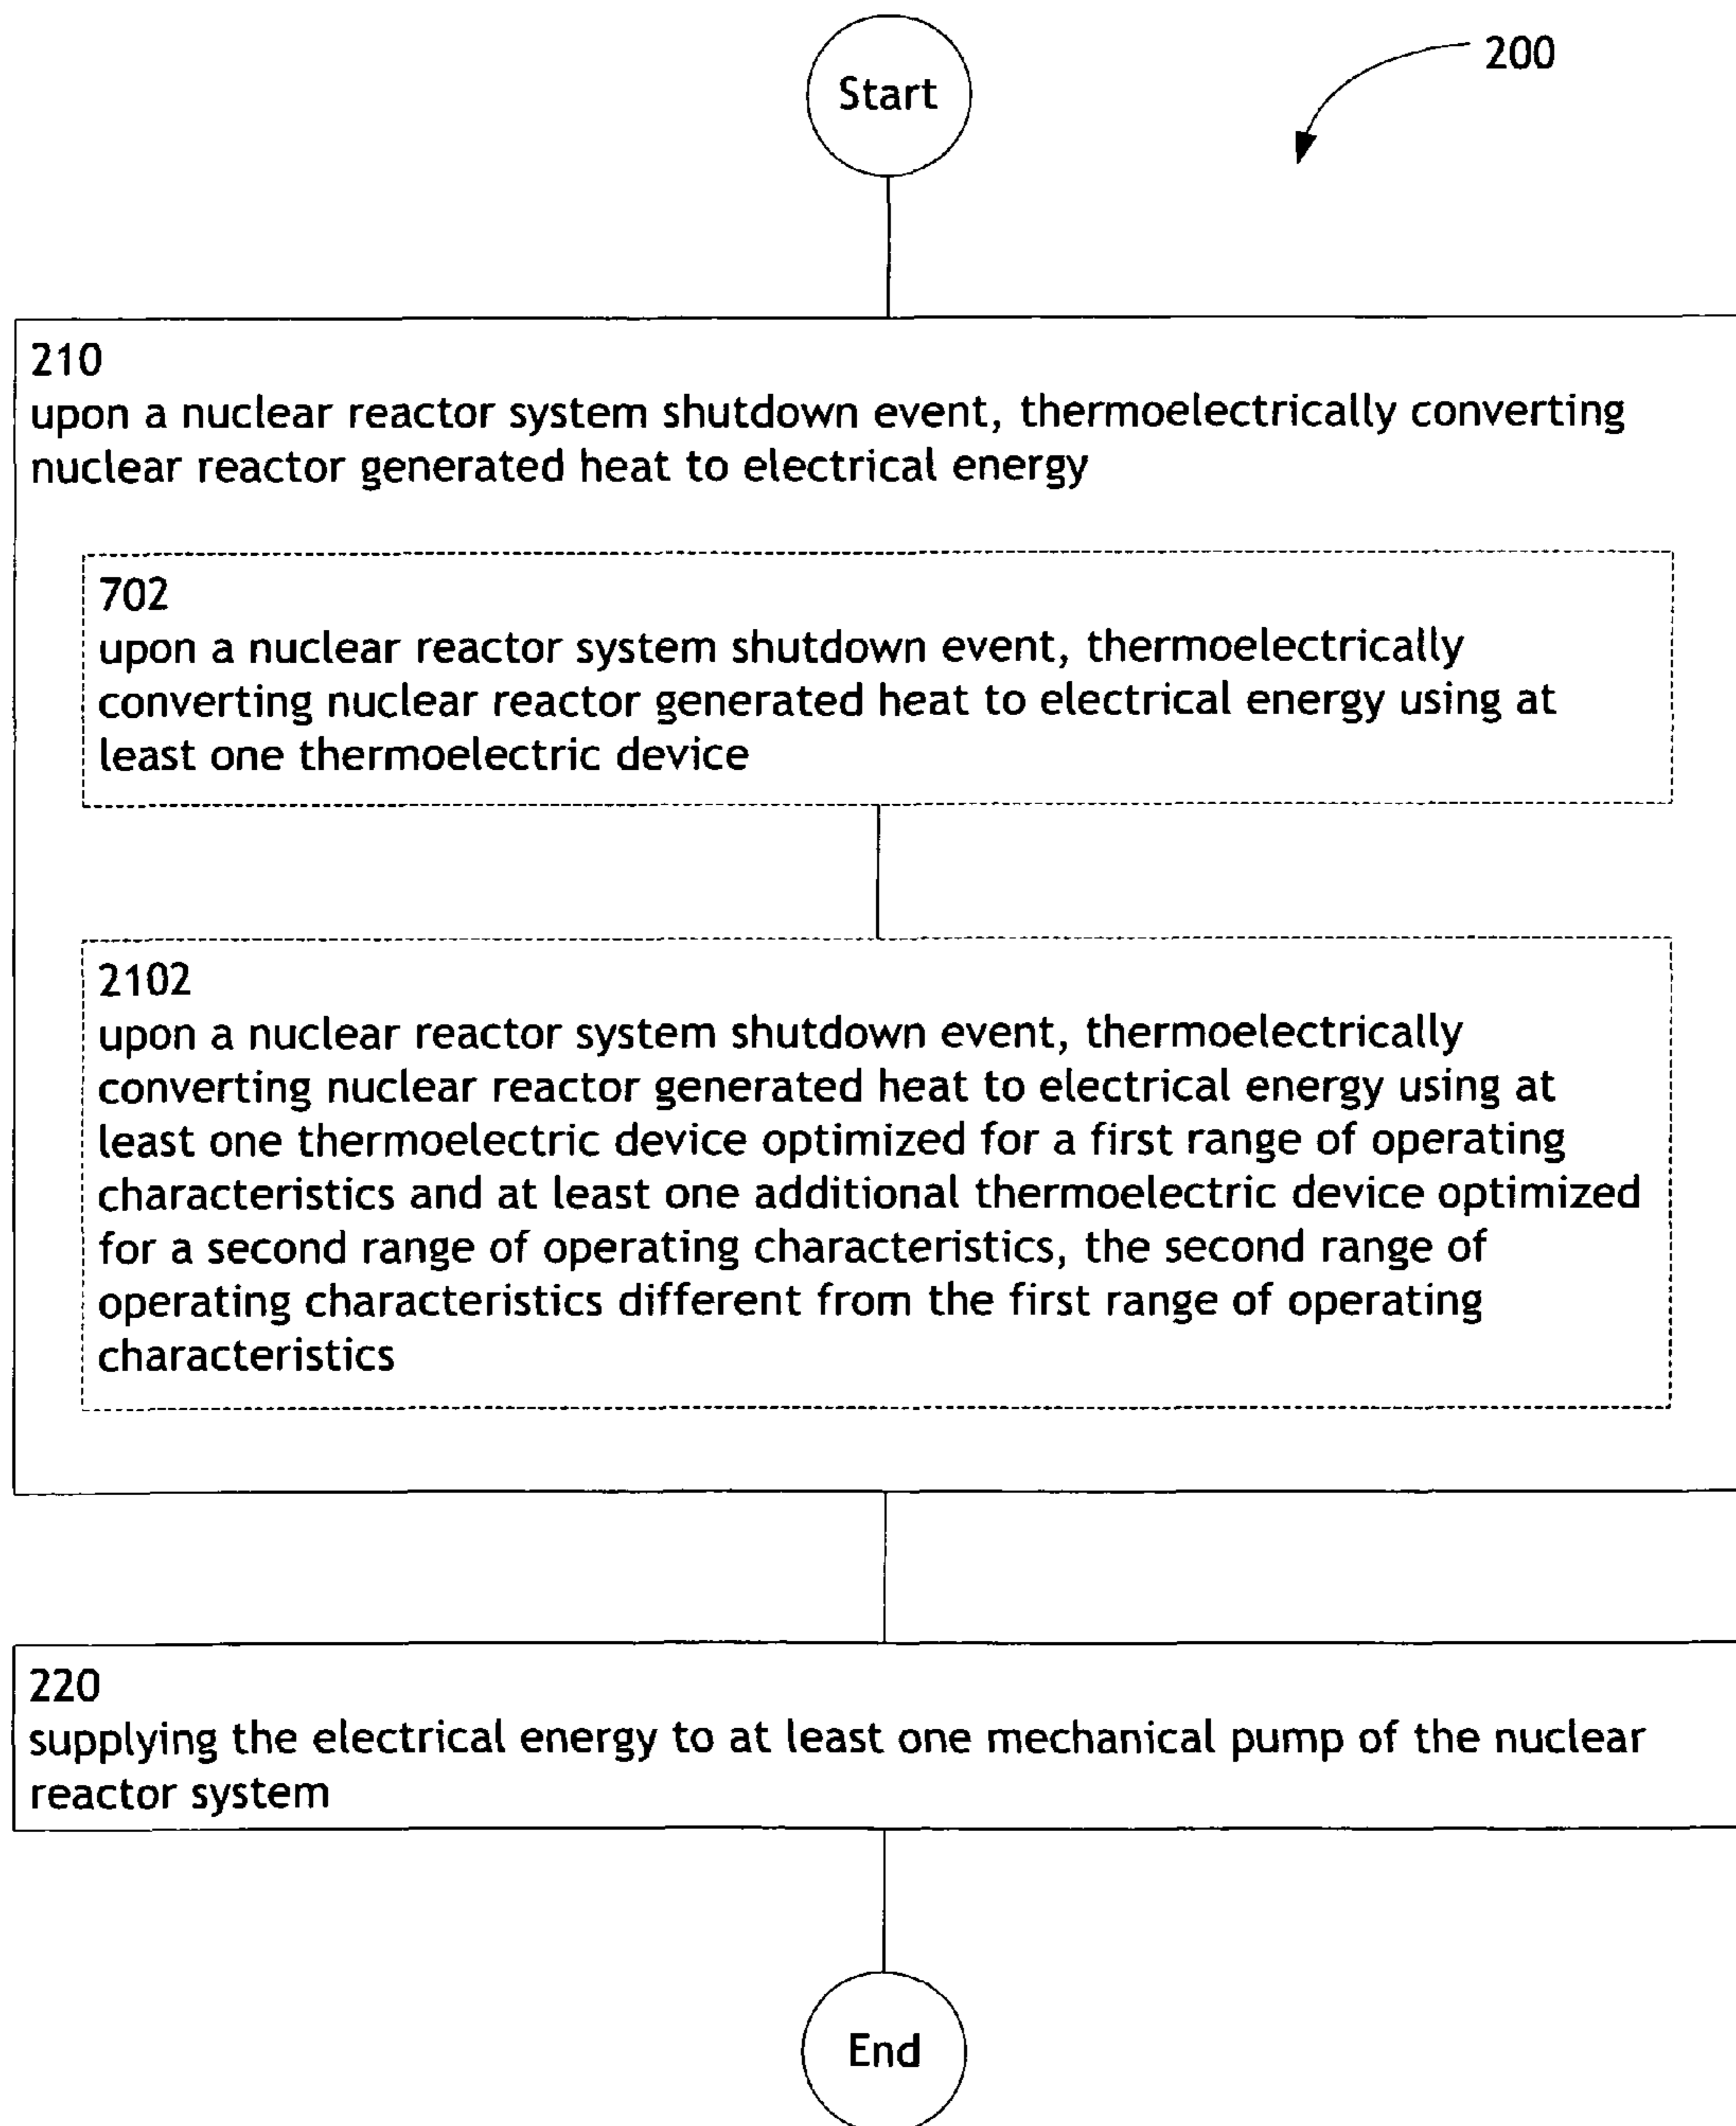 Start
200
210
upon a nuclear reactor system shutdown event, thermoelectrically converting
nuclear reactor generated heat to electrical energy
702
upon a nuclear reactor system shutdown event, thermoelectrically
converting nuclear reactor generated heat to electrical energy using at
least one thermoelectric device
2102
upon a nuclear reactor system shutdown event, thermoelectrically
converting nuclear reactor generated heat to electrical energy using at
least one thermoelectric device optimized for a first range of operating
characteristics and at least one additional thermoelectric device optimized
for a second range of operating characteristics, the second range of
operating characteristics different from the first range of operating
characteristics
220
supplying the electrical energy to at least one mechanical pump of the nuclear
reactor system
End